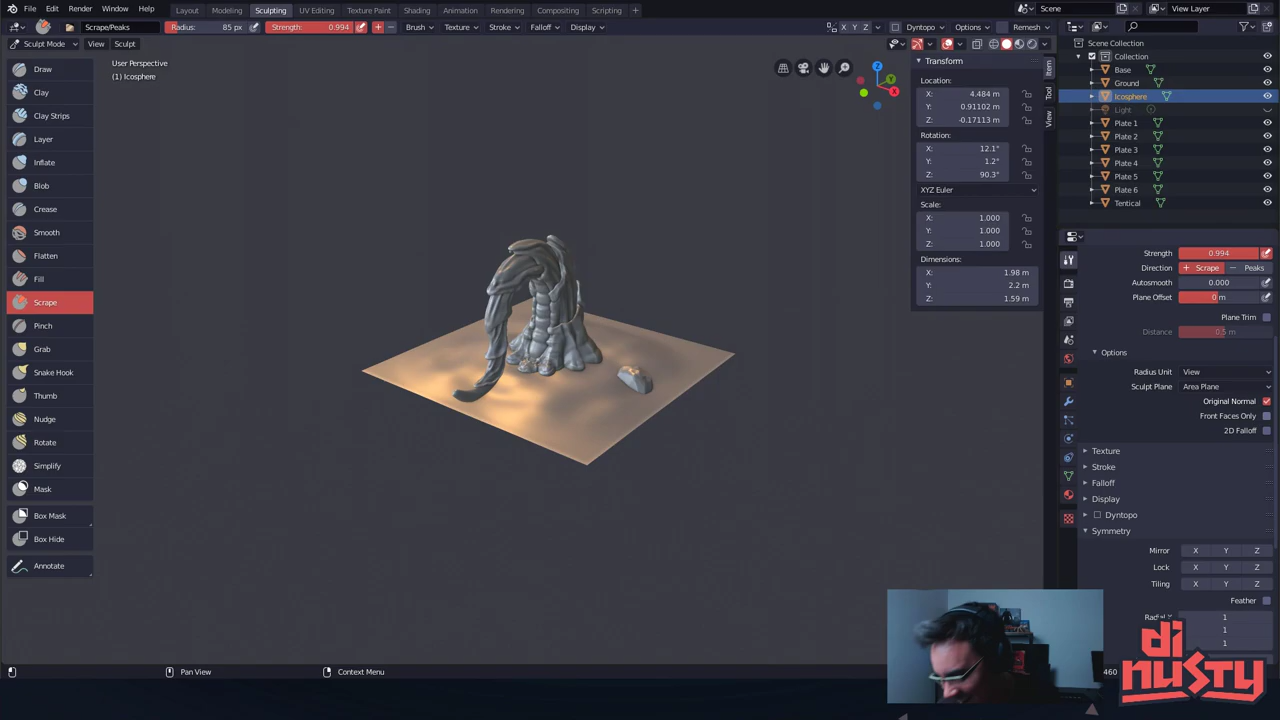 File Edit Render Window Help Layout Modeling Sculpting UV Editing Texture Paint Shading Animation Rendering Compositing Scripting + Scene View Layer
Scrape/Peaks Radius: 85 px Strength: 0.994 Brush Texture Stroke Falloff Display X Y Z Dyntopo Options Remesh
Sculpt Mode View Sculpt
User Perspective
(1) Icosphere
Draw
Clay
Clay Strips
Layer
Inflate
Blob
Crease
Smooth
Flatten
Fill
Scrape
Pinch
Grab
Snake Hook
Thumb
Nudge
Rotate
Simplify
Mask
Box Mask
Box Hide
Annotate
Z
Y
X
Transform
Location:
X: 4.484 m
Y: 0.91102 m
Z: -0.17113 m
Rotation:
X: 12.1°
Y: 1.2°
Z: 90.3°
XYZ Euler
Scale:
X: 1.000
Y: 1.000
Z: 1.000
Dimensions:
X: 1.98 m
Y: 2.2 m
Z: 1.59 m
Item
Tool
View
Scene Collection
Collection
Base
Ground
Icosphere
Light
Plate 1
Plate 2
Plate 3
Plate 4
Plate 5
Plate 6
Tentical
Strength 0.994
Direction + Scrape − Peaks
Autosmooth 0.000
Plane Offset 0 m
Plane Trim
Distance 0.5 m
Options
Radius Unit View
Sculpt Plane Area Plane
Original Normal
Front Faces Only
2D Falloff
Texture
Stroke
Falloff
Display
Dyntopo
Symmetry
Mirror X Y Z
Lock X Y Z
Tiling X Y Z
Feather
Radial X 1
1
1
Pan View Context Menu
460
di
nusty